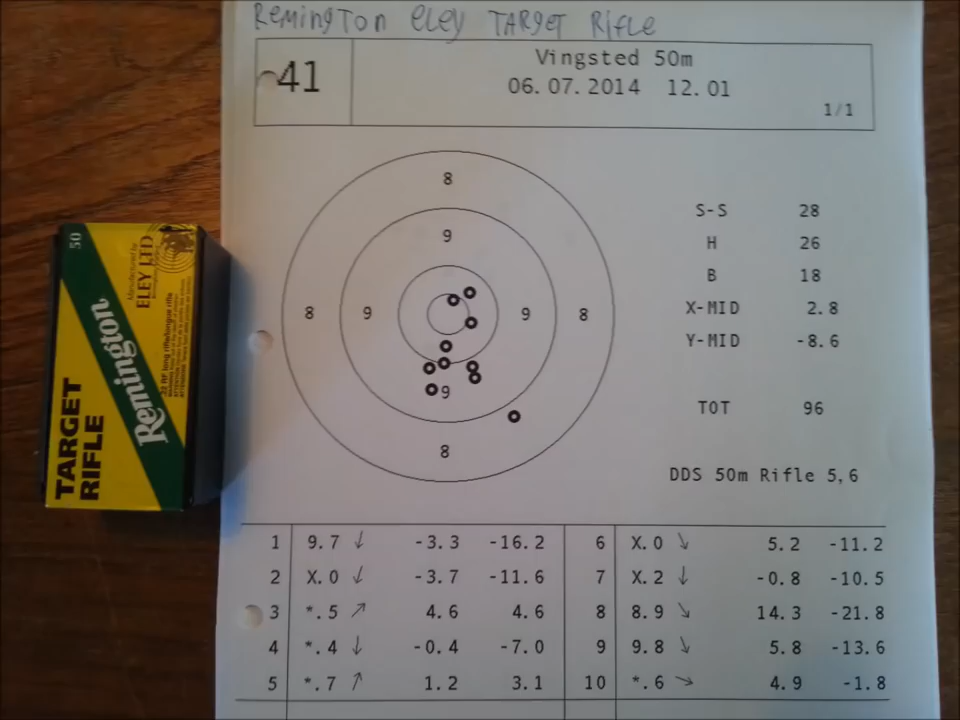 Remington eley TARget Rifle
41
Vingsted 50m
06.07.2014 12.01
1/1
8
9
8 9 9 8
9
8
S-S 28
H 26
B 18
X-MID 2.8
Y-MID -8.6
TOT 96
DDS 50m Rifle 5,6
1 9.7 ↓ -3.3 -16.2 6 X.0 ↘ 5.2 -11.2
2 X.0 ↙ -3.7 -11.6 7 X.2 ↓ -0.8 -10.5
3 *.5 ↗ 4.6 4.6 8 8.9 ↘ 14.3 -21.8
4 *.4 ↓ -0.4 -7.0 9 9.8 ↘ 5.8 -13.6
5 *.7 ↗ 1.2 3.1 10 *.6 → 4.9 -1.8
50
TARGET
RIFLE
Remington
Manufactured by
ELEY LTD